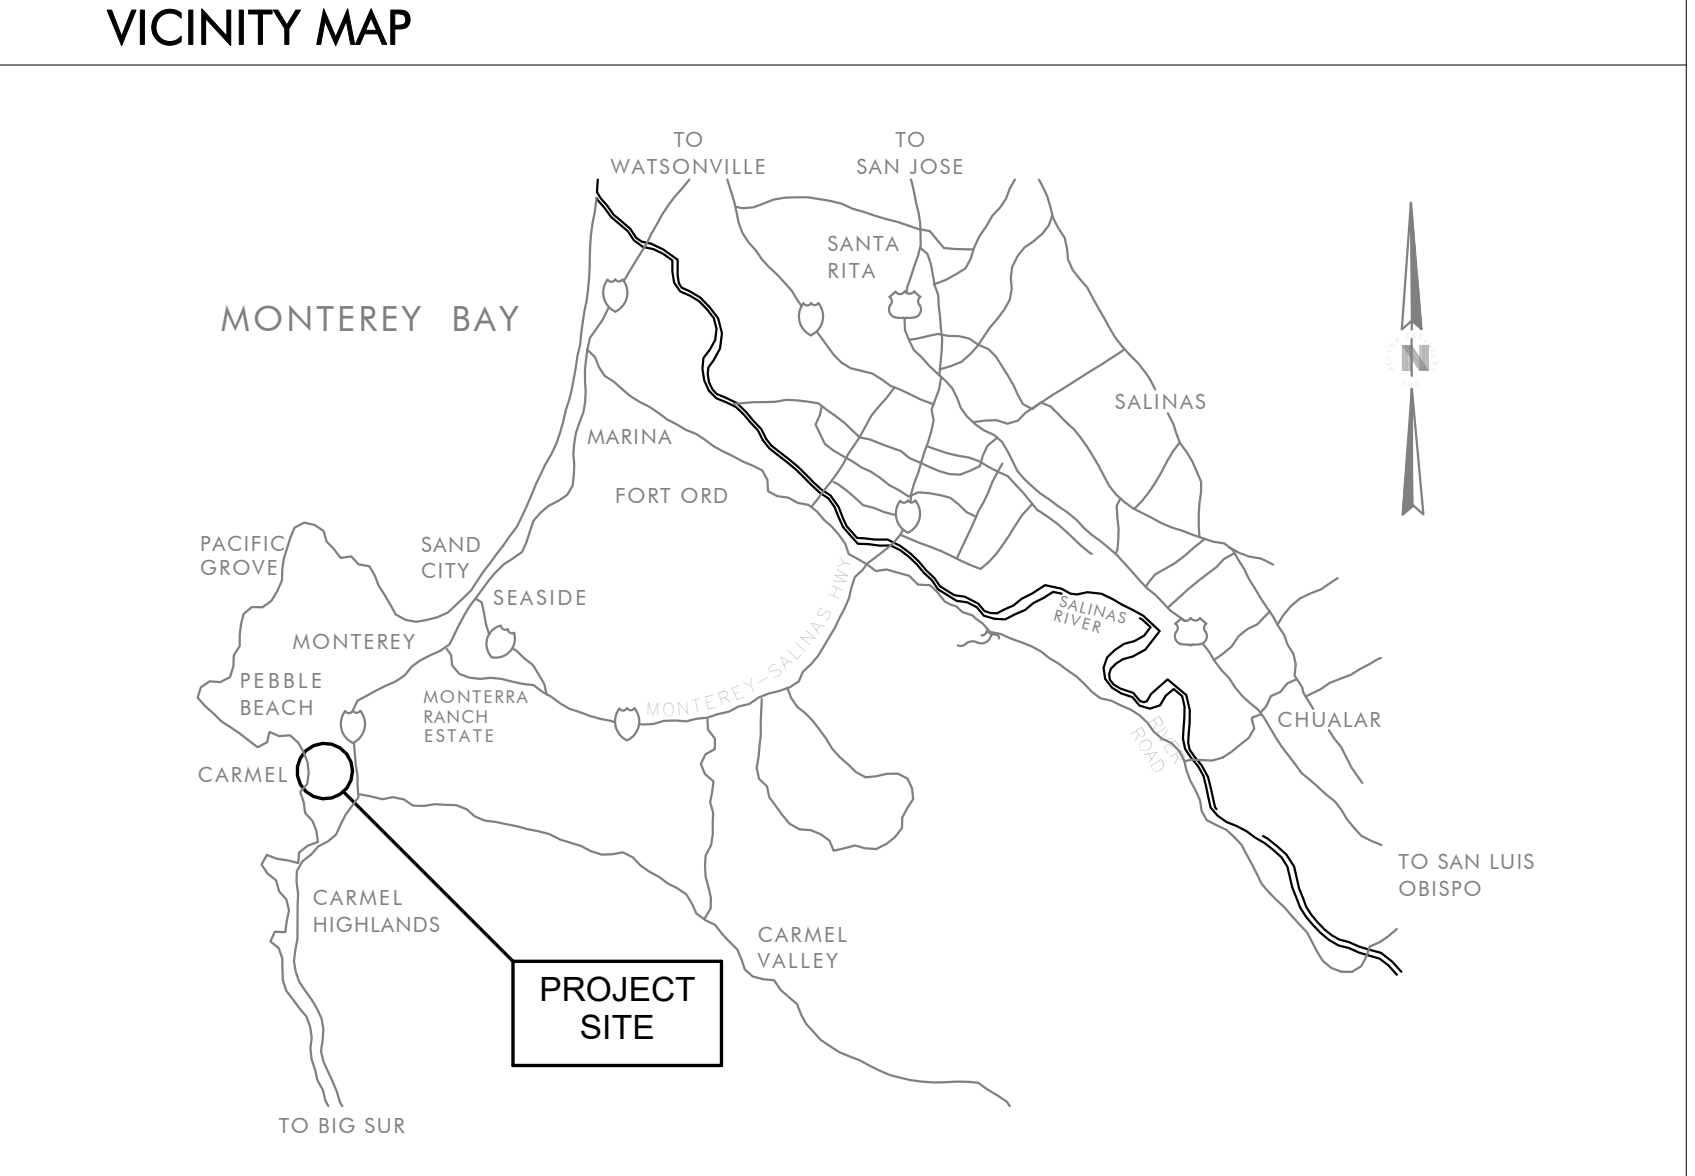 VICINITY MAP
TO
WATSONVILLE
TO
SAN JOSE
SANTA
RITA
MONTEREY BAY
N
SALINAS
MARINA
FORT ORD
PACIFIC
GROVE
SAND
CITY
SEASIDE
MONTEREY-SALINAS HWY
SALINAS
RIVER
MONTEREY
PEBBLE
BEACH
MONTERRA
RANCH
ESTATE
RIVER
ROAD
CHUALAR
CARMEL
TO SAN LUIS
OBISPO
CARMEL
HIGHLANDS
CARMEL
VALLEY
PROJECT
SITE
TO BIG SUR